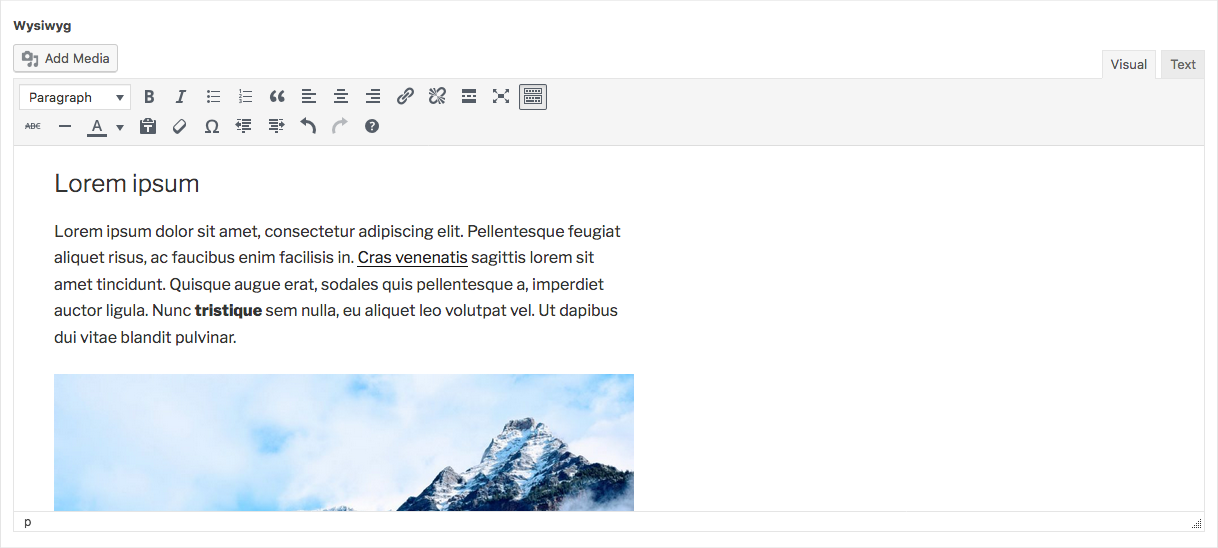 Wysiwyg
Add Media
Visual Text
Paragraph B I
ABC A T Ω ?
Lorem ipsum
Lorem ipsum dolor sit amet, consectetur adipiscing elit. Pellentesque feugiat
aliquet risus, ac faucibus enim facilisis in. Cras venenatis sagittis lorem sit
amet tincidunt. Quisque augue erat, sodales quis pellentesque a, imperdiet
auctor ligula. Nunc tristique sem nulla, eu aliquet leo volutpat vel. Ut dapibus
dui vitae blandit pulvinar.
p